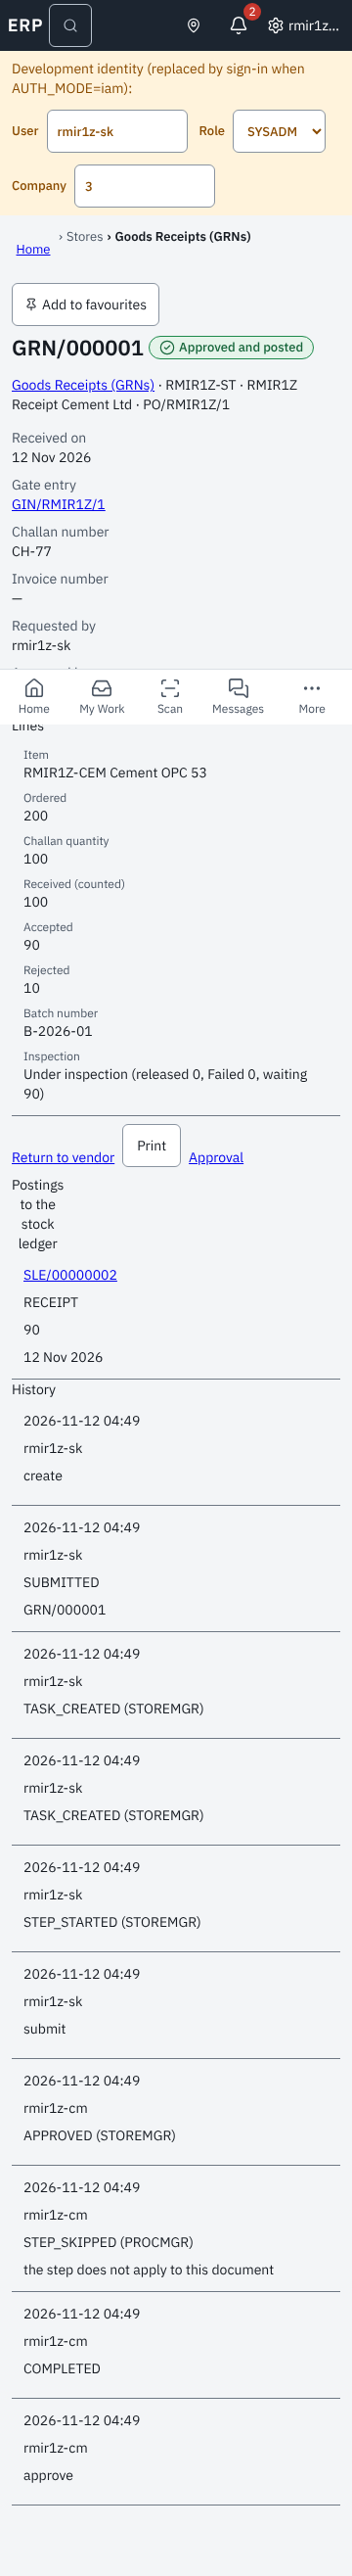 ERP
2
rmir1z...
Development identity (replaced by sign-in when
AUTH_MODE=iam):
User rmir1z-sk Role SYSADM
Company 3
Home › Stores › Goods Receipts (GRNs)
Add to favourites
GRN/000001 Approved and posted
Goods Receipts (GRNs) · RMIR1Z-ST · RMIR1Z
Receipt Cement Ltd · PO/RMIR1Z/1
Received on
12 Nov 2026
Gate entry
GIN/RMIR1Z/1
Challan number
CH-77
Invoice number
—
Requested by
rmir1z-sk
Home My Work Scan Messages More
Lines
Item
RMIR1Z-CEM Cement OPC 53
Ordered
200
Challan quantity
100
Received (counted)
100
Accepted
90
Rejected
10
Batch number
B-2026-01
Inspection
Under inspection (released 0, Failed 0, waiting
90)
Return to vendor Print Approval
Postings
to the
stock
ledger
SLE/00000002
RECEIPT
90
12 Nov 2026
History
2026-11-12 04:49
rmir1z-sk
create
2026-11-12 04:49
rmir1z-sk
SUBMITTED
GRN/000001
2026-11-12 04:49
rmir1z-sk
TASK_CREATED (STOREMGR)
2026-11-12 04:49
rmir1z-sk
TASK_CREATED (STOREMGR)
2026-11-12 04:49
rmir1z-sk
STEP_STARTED (STOREMGR)
2026-11-12 04:49
rmir1z-sk
submit
2026-11-12 04:49
rmir1z-cm
APPROVED (STOREMGR)
2026-11-12 04:49
rmir1z-cm
STEP_SKIPPED (PROCMGR)
the step does not apply to this document
2026-11-12 04:49
rmir1z-cm
COMPLETED
2026-11-12 04:49
rmir1z-cm
approve